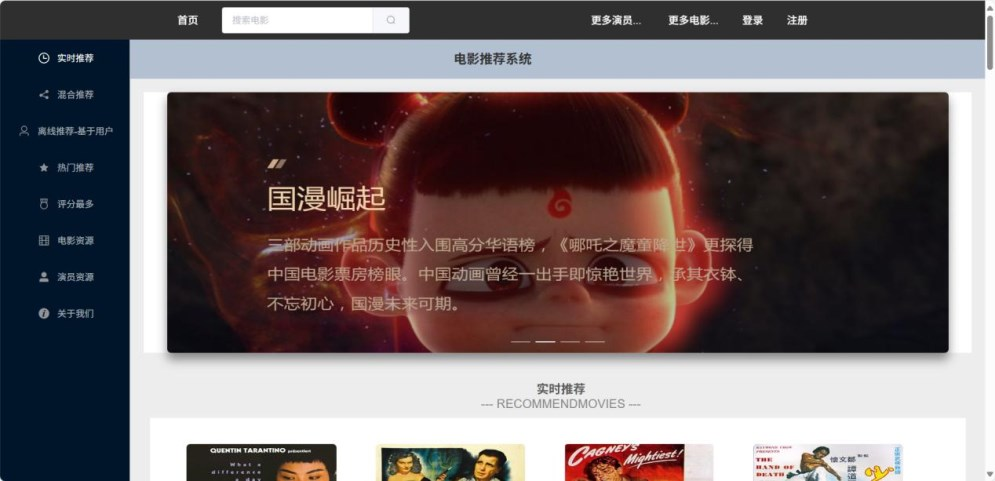 首页
搜索电影
更多演员...
更多电影...
登录
注册
实时推荐
混合推荐
离线推荐-基于用户
热门推荐
评分最多
电影资源
演员资源
关于我们
电影推荐系统
国漫崛起
三部动画作品历史性入围高分华语榜，《哪吒之魔童降世》更探得
中国电影票房榜眼。中国动画曾经一出手即惊艳世界，承其衣钵、
不忘初心，国漫未来可期。
实时推荐
--- RECOMMENDMOVIES ---
QUENTIN TARANTINO
What a
difference
a day
CAGNEY'S
Mightiest!
THE
HAND OF
DEATH